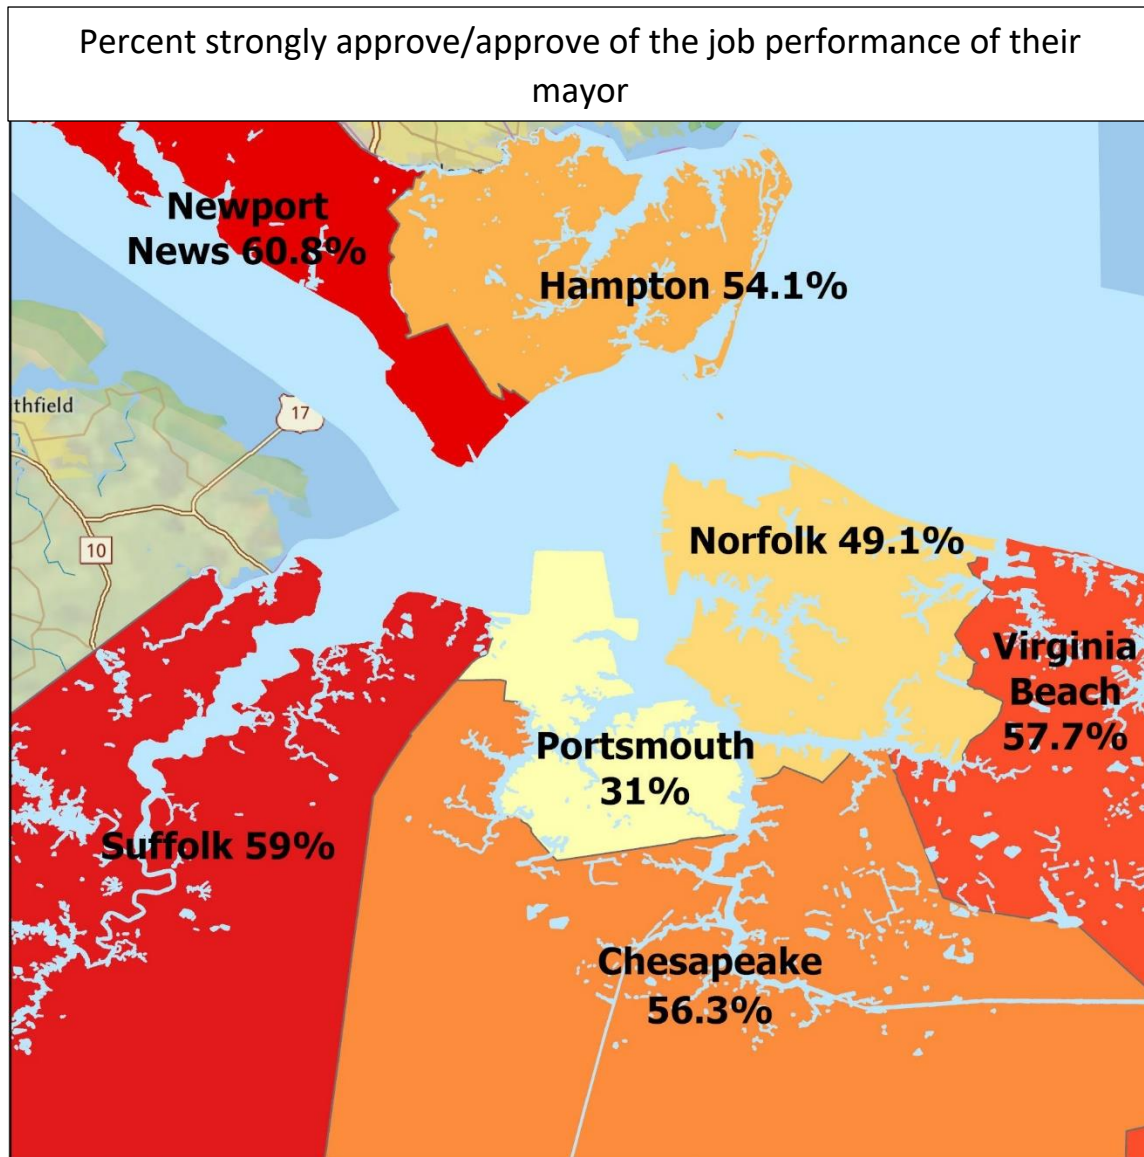 Percent strongly approve/approve of the job performance of their
mayor
Newport
News 60.8%
Hampton 54.1%
thfield
17
10
Norfolk 49.1%
Virginia
Beach
57.7%
Portsmouth
31%
Suffolk 59%
Chesapeake
56.3%